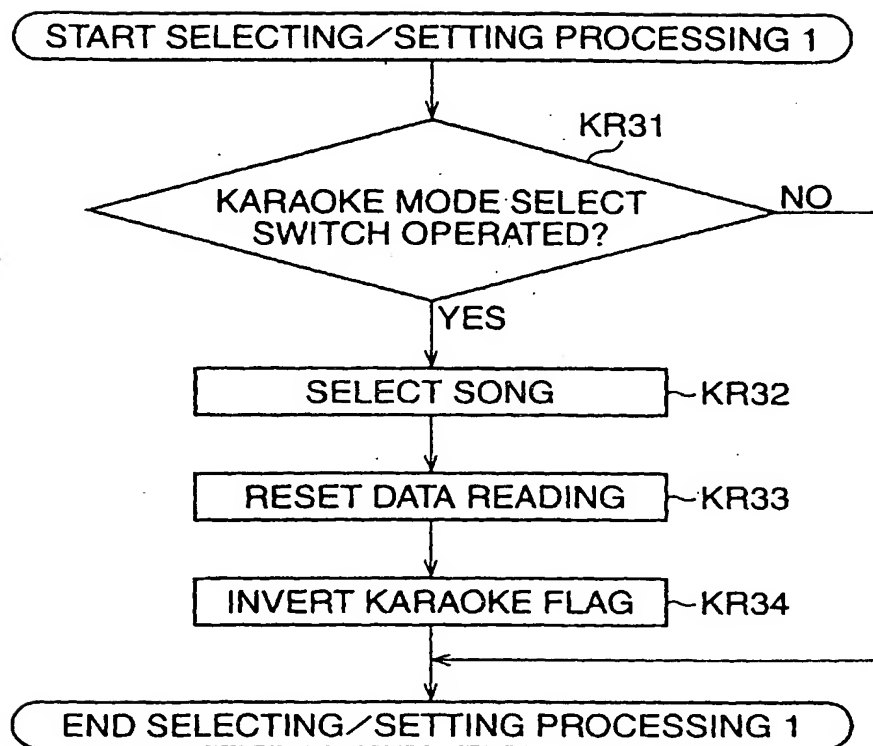 START SELECTING/SETTING PROCESSING 1
KR31
KARAOKE MODE SELECT
SWITCH OPERATED?
NO
YES
SELECT SONG
KR32
RESET DATA READING
KR33
INVERT KARAOKE FLAG
KR34
END SELECTING/SETTING PROCESSING 1